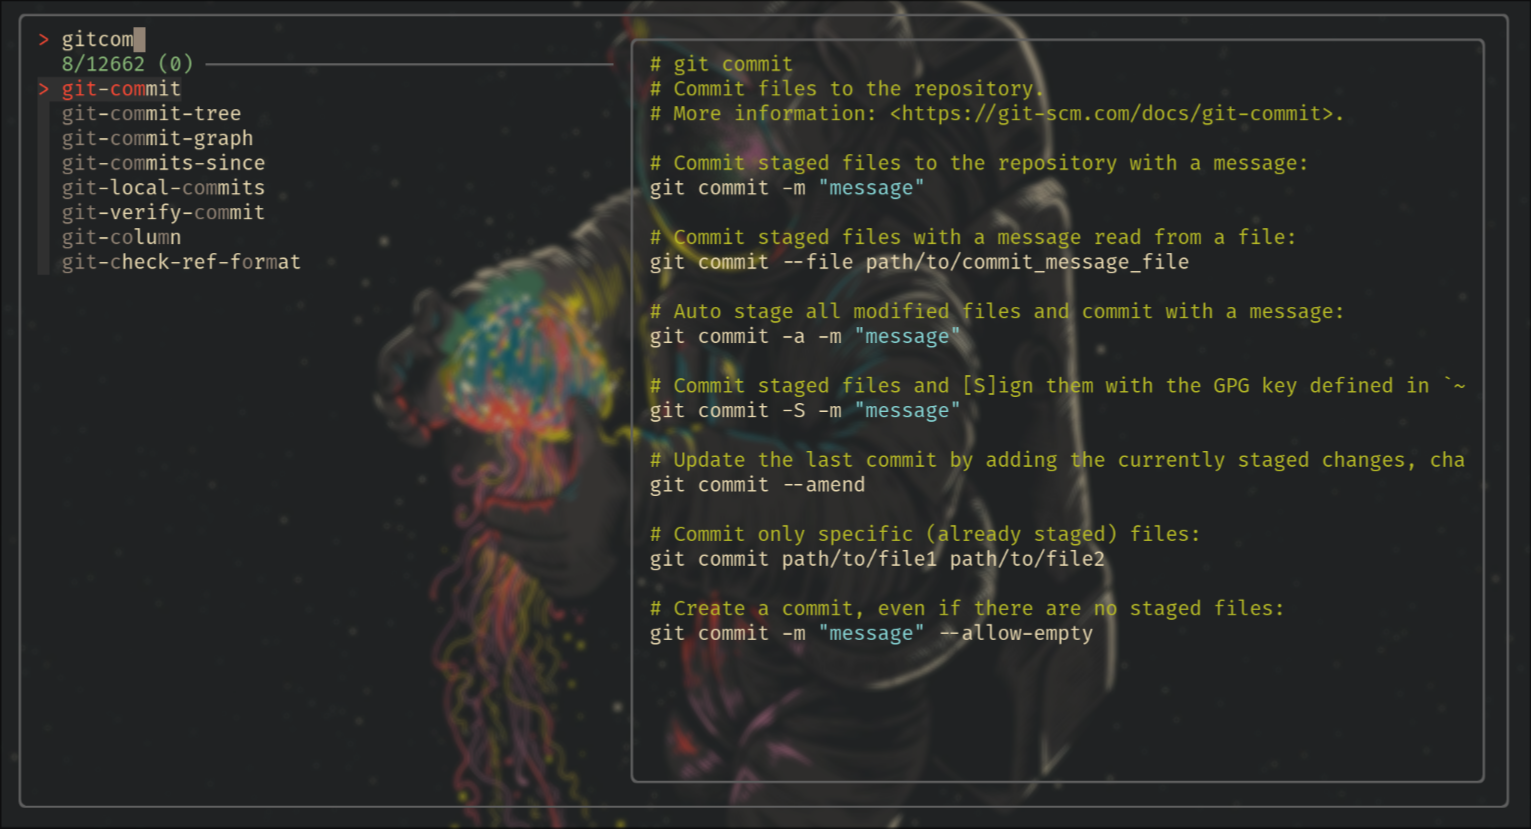 > gitcom
8/12662 (0)
> git-commit
git-commit-tree
git-commit-graph
git-commits-since
git-local-commits
git-verify-commit
git-column
git-check-ref-format
# git commit
# Commit files to the repository.
# More information: <https://git-scm.com/docs/git-commit>.
# Commit staged files to the repository with a message:
git commit -m "message"
# Commit staged files with a message read from a file:
git commit --file path/to/commit_message_file
# Auto stage all modified files and commit with a message:
git commit -a -m "message"
# Commit staged files and [S]ign them with the GPG key defined in `~
git commit -S -m "message"
# Update the last commit by adding the currently staged changes, cha
git commit --amend
# Commit only specific (already staged) files:
git commit path/to/file1 path/to/file2
# Create a commit, even if there are no staged files:
git commit -m "message" --allow-empty